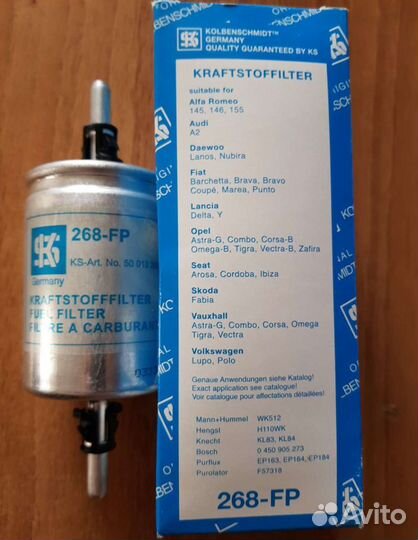 KOLBENSCHMIDT™
GERMANY
QUALITY GUARANTEED BY KS
KRAFTSTOFFILTER
suitable for
Alfa Romeo
145, 146, 155
Audi
A2
Daewoo
Lanos, Nubira
Fiat
Barchetta, Brava, Bravo
Coupé, Marea, Punto
Lancia
Delta, Y
Opel
Astra-G, Combo, Corsa-B
Omega-B, Tigra, Vectra-B, Zafira
Seat
Arosa, Cordoba, Ibiza
Skoda
Fabia
Vauxhall
Astra-G, Combo, Corsa, Omega
Tigra, Vectra
Volkswagen
Lupo, Polo
Genaue Anwendungen siehe Katalog!
Exact application see catalogue!
Voir catalogue pour affectations détaillées!
Mann+Hummel WK512
Hengst H110WK
Knecht KL83, KL84
Bosch 0 450 905 273
Purflux EP163, EP164, EP184
Purolator F57318
268-FP
KS
268-FP
KS-Art. No. 50 013
Germany
KRAFTSTOFFFILTER
FUEL FILTER
FILTRE A CARBURAN
Avito